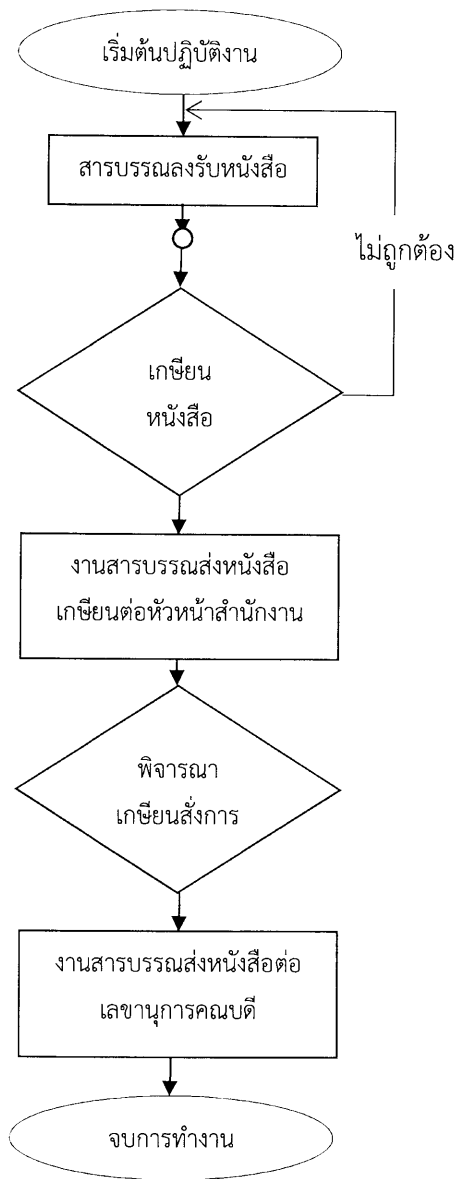 เริ่มต้นปฏิบัติงาน
สารบรรณลงรับหนังสือ
ไม่ถูกต้อง
เกษียน
หนังสือ
งานสารบรรณส่งหนังสือ
เกษียนต่อหัวหน้าสำนักงาน
พิจารณา
เกษียนสั่งการ
งานสารบรรณส่งหนังสือต่อ
เลขานุการคณบดี
จบการทำงาน